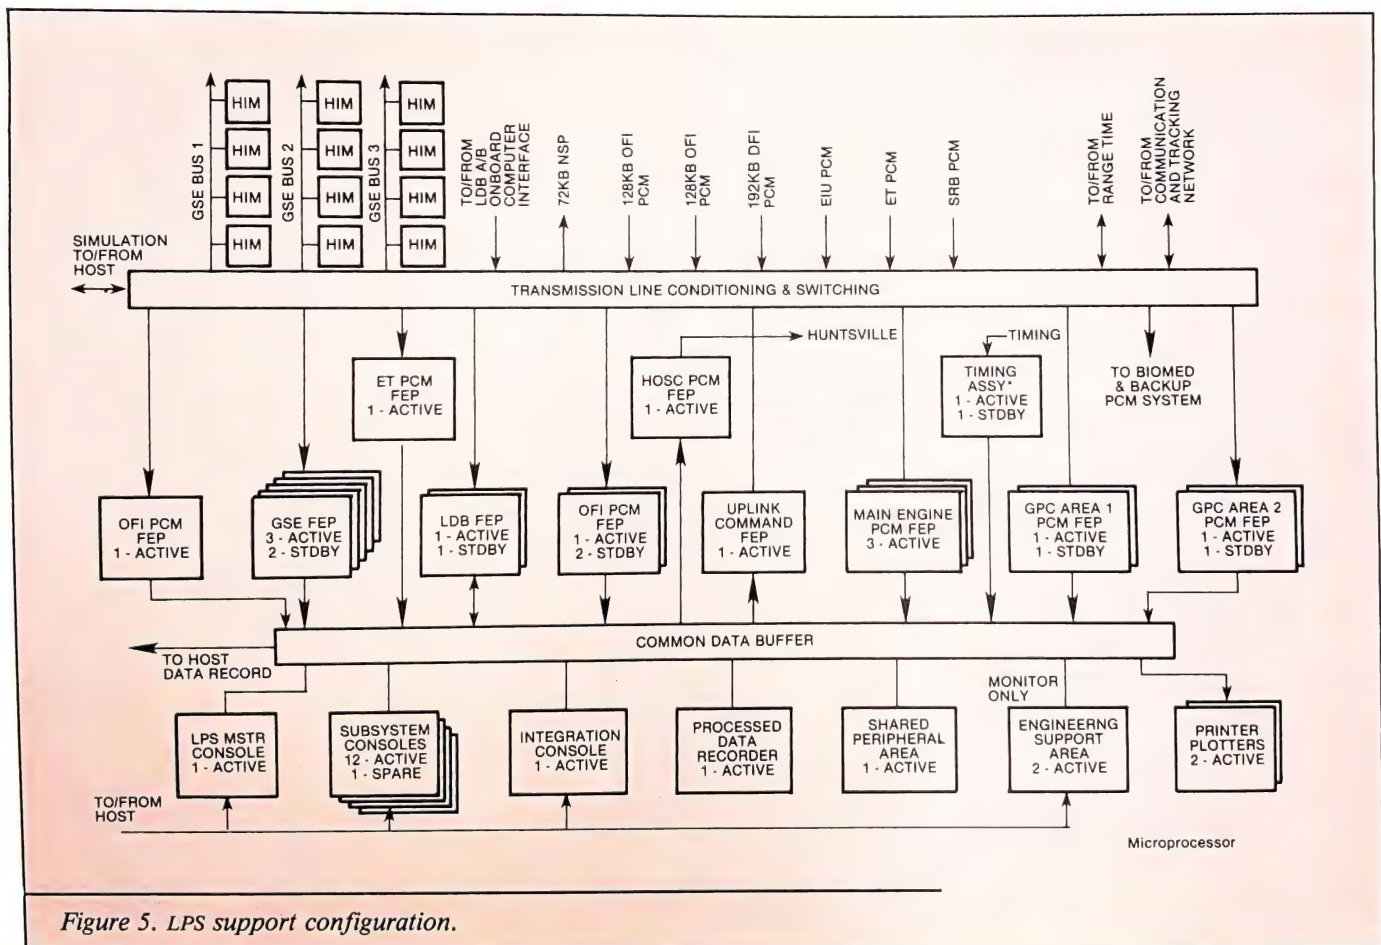 HIM HIM HIM
HIM HIM HIM
HIM HIM HIM
HIM HIM HIM
GSE BUS 1
GSE BUS 2
GSE BUS 3
TO/FROM
LDB A/B
ONBOARD
COMPUTER
INTERFACE
72KB NSP
128KB OFI
PCM
128KB OFI
PCM
192KB DFI
PCM
EIU PCM
ET PCM
SRB PCM
TO/FROM
RANGE TIME
TO/FROM
COMMUNICATION
AND TRACKING
NETWORK
SIMULATION
TO/FROM
HOST
TRANSMISSION LINE CONDITIONING & SWITCHING
ET PCM
FEP
1 - ACTIVE
HOSC PCM
FEP
1 - ACTIVE
HUNTSVILLE
TIMING
TIMING
ASSY*
1 - ACTIVE
1 - STDBY
TO BIOMED
& BACKUP
PCM SYSTEM
OFI PCM
FEP
1 - ACTIVE
GSE FEP
3 - ACTIVE
2 - STDBY
LDB FEP
1 - ACTIVE
1 - STDBY
OFI PCM
FEP
1 - ACTIVE
2 - STDBY
UPLINK
COMMAND
FEP
1 - ACTIVE
MAIN ENGINE
PCM FEP
3 - ACTIVE
GPC AREA 1
PCM FEP
1 - ACTIVE
1 - STDBY
GPC AREA 2
PCM FEP
1 - ACTIVE
1 - STDBY
COMMON DATA BUFFER
TO HOST
DATA RECORD
LPS MSTR
CONSOLE
1 - ACTIVE
SUBSYSTEM
CONSOLES
12 - ACTIVE
1 - SPARE
INTEGRATION
CONSOLE
1 - ACTIVE
PROCESSED
DATA
RECORDER
1 - ACTIVE
SHARED
PERIPHERAL
AREA
1 - ACTIVE
MONITOR
ONLY
ENGINEERNG
SUPPORT
AREA
2 - ACTIVE
PRINTER
PLOTTERS
2 - ACTIVE
TO/FROM
HOST
Microprocessor
Figure 5. LPS support configuration.